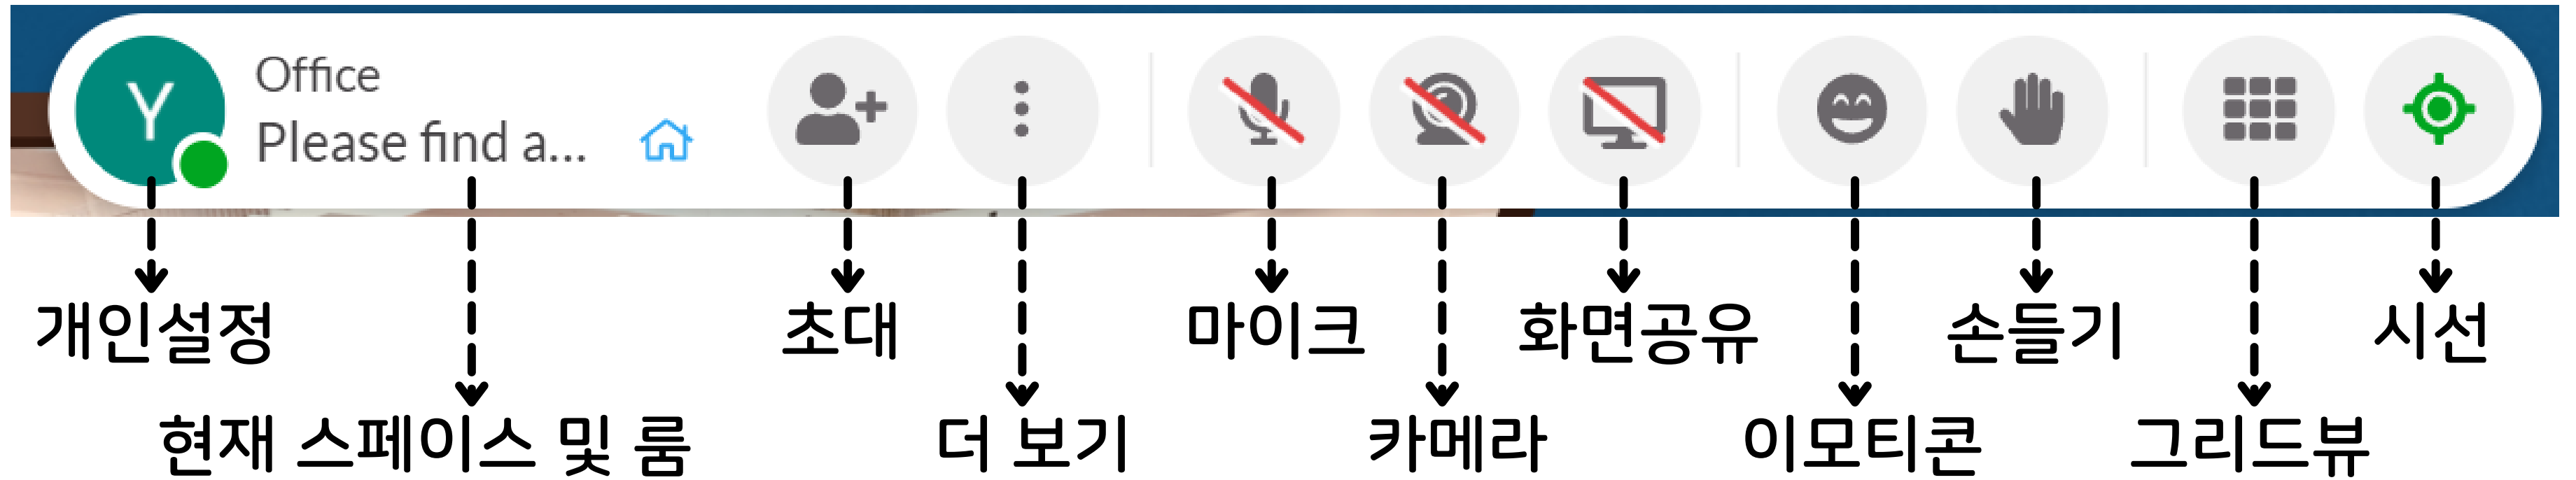 Y
Office
Please find a...
개인설정
초대
마이크
화면공유
손들기
시선
현재 스페이스 및 룸
더 보기
카메라
이모티콘
그리드뷰